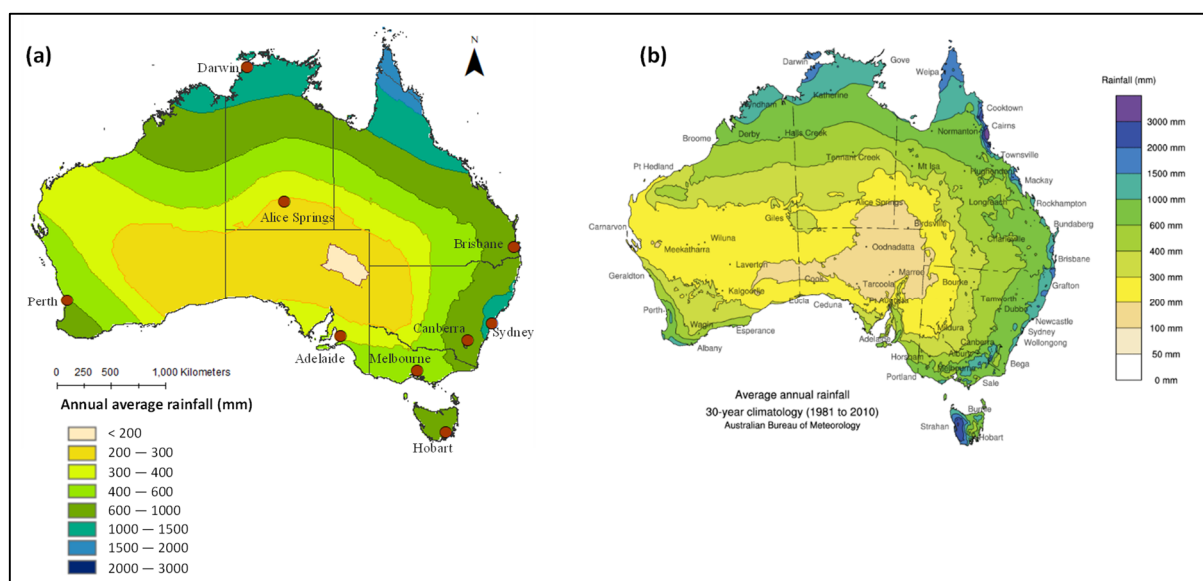 (a)
N
Darwin
Alice Springs
Brisbane
Perth
Canberra
Sydney
Adelaide
Melbourne
Hobart
0 250 500 1,000 Kilometers
Annual average rainfall (mm)
< 200
200 — 300
300 — 400
400 — 600
600 — 1000
1000 — 1500
1500 — 2000
2000 — 3000
(b)
Darwin
Gove
Weipa
Wyndham
Katherine
Cooktown
Cairns
Broome
Derby
Halls Creek
Normanton
Townsville
Pt Hedland
Tennant Creek
Mt Isa
Hughenden
Mackay
Alice Springs
Longreach
Rockhampton
Carnarvon
Giles
Birdsville
Bundaberg
Meekatharra
Wiluna
Oodnadatta
Charleville
Brisbane
Geraldton
Laverton
Marree
Grafton
Kalgoorlie
Cook
Tarcoola
Bourke
Tamworth
Perth
Eucla
Ceduna
Pt Augusta
Dubbo
Newcastle
Wagin
Esperance
Adelaide
Mildura
Sydney
Wollongong
Albany
Horsham
Albury
Canberra
Bega
Portland
Melbourne
Sale
Strahan
Burnie
Hobart
Average annual rainfall
30-year climatology (1981 to 2010)
Australian Bureau of Meteorology
Rainfall (mm)
3000 mm
2000 mm
1500 mm
1000 mm
600 mm
400 mm
300 mm
200 mm
100 mm
50 mm
0 mm